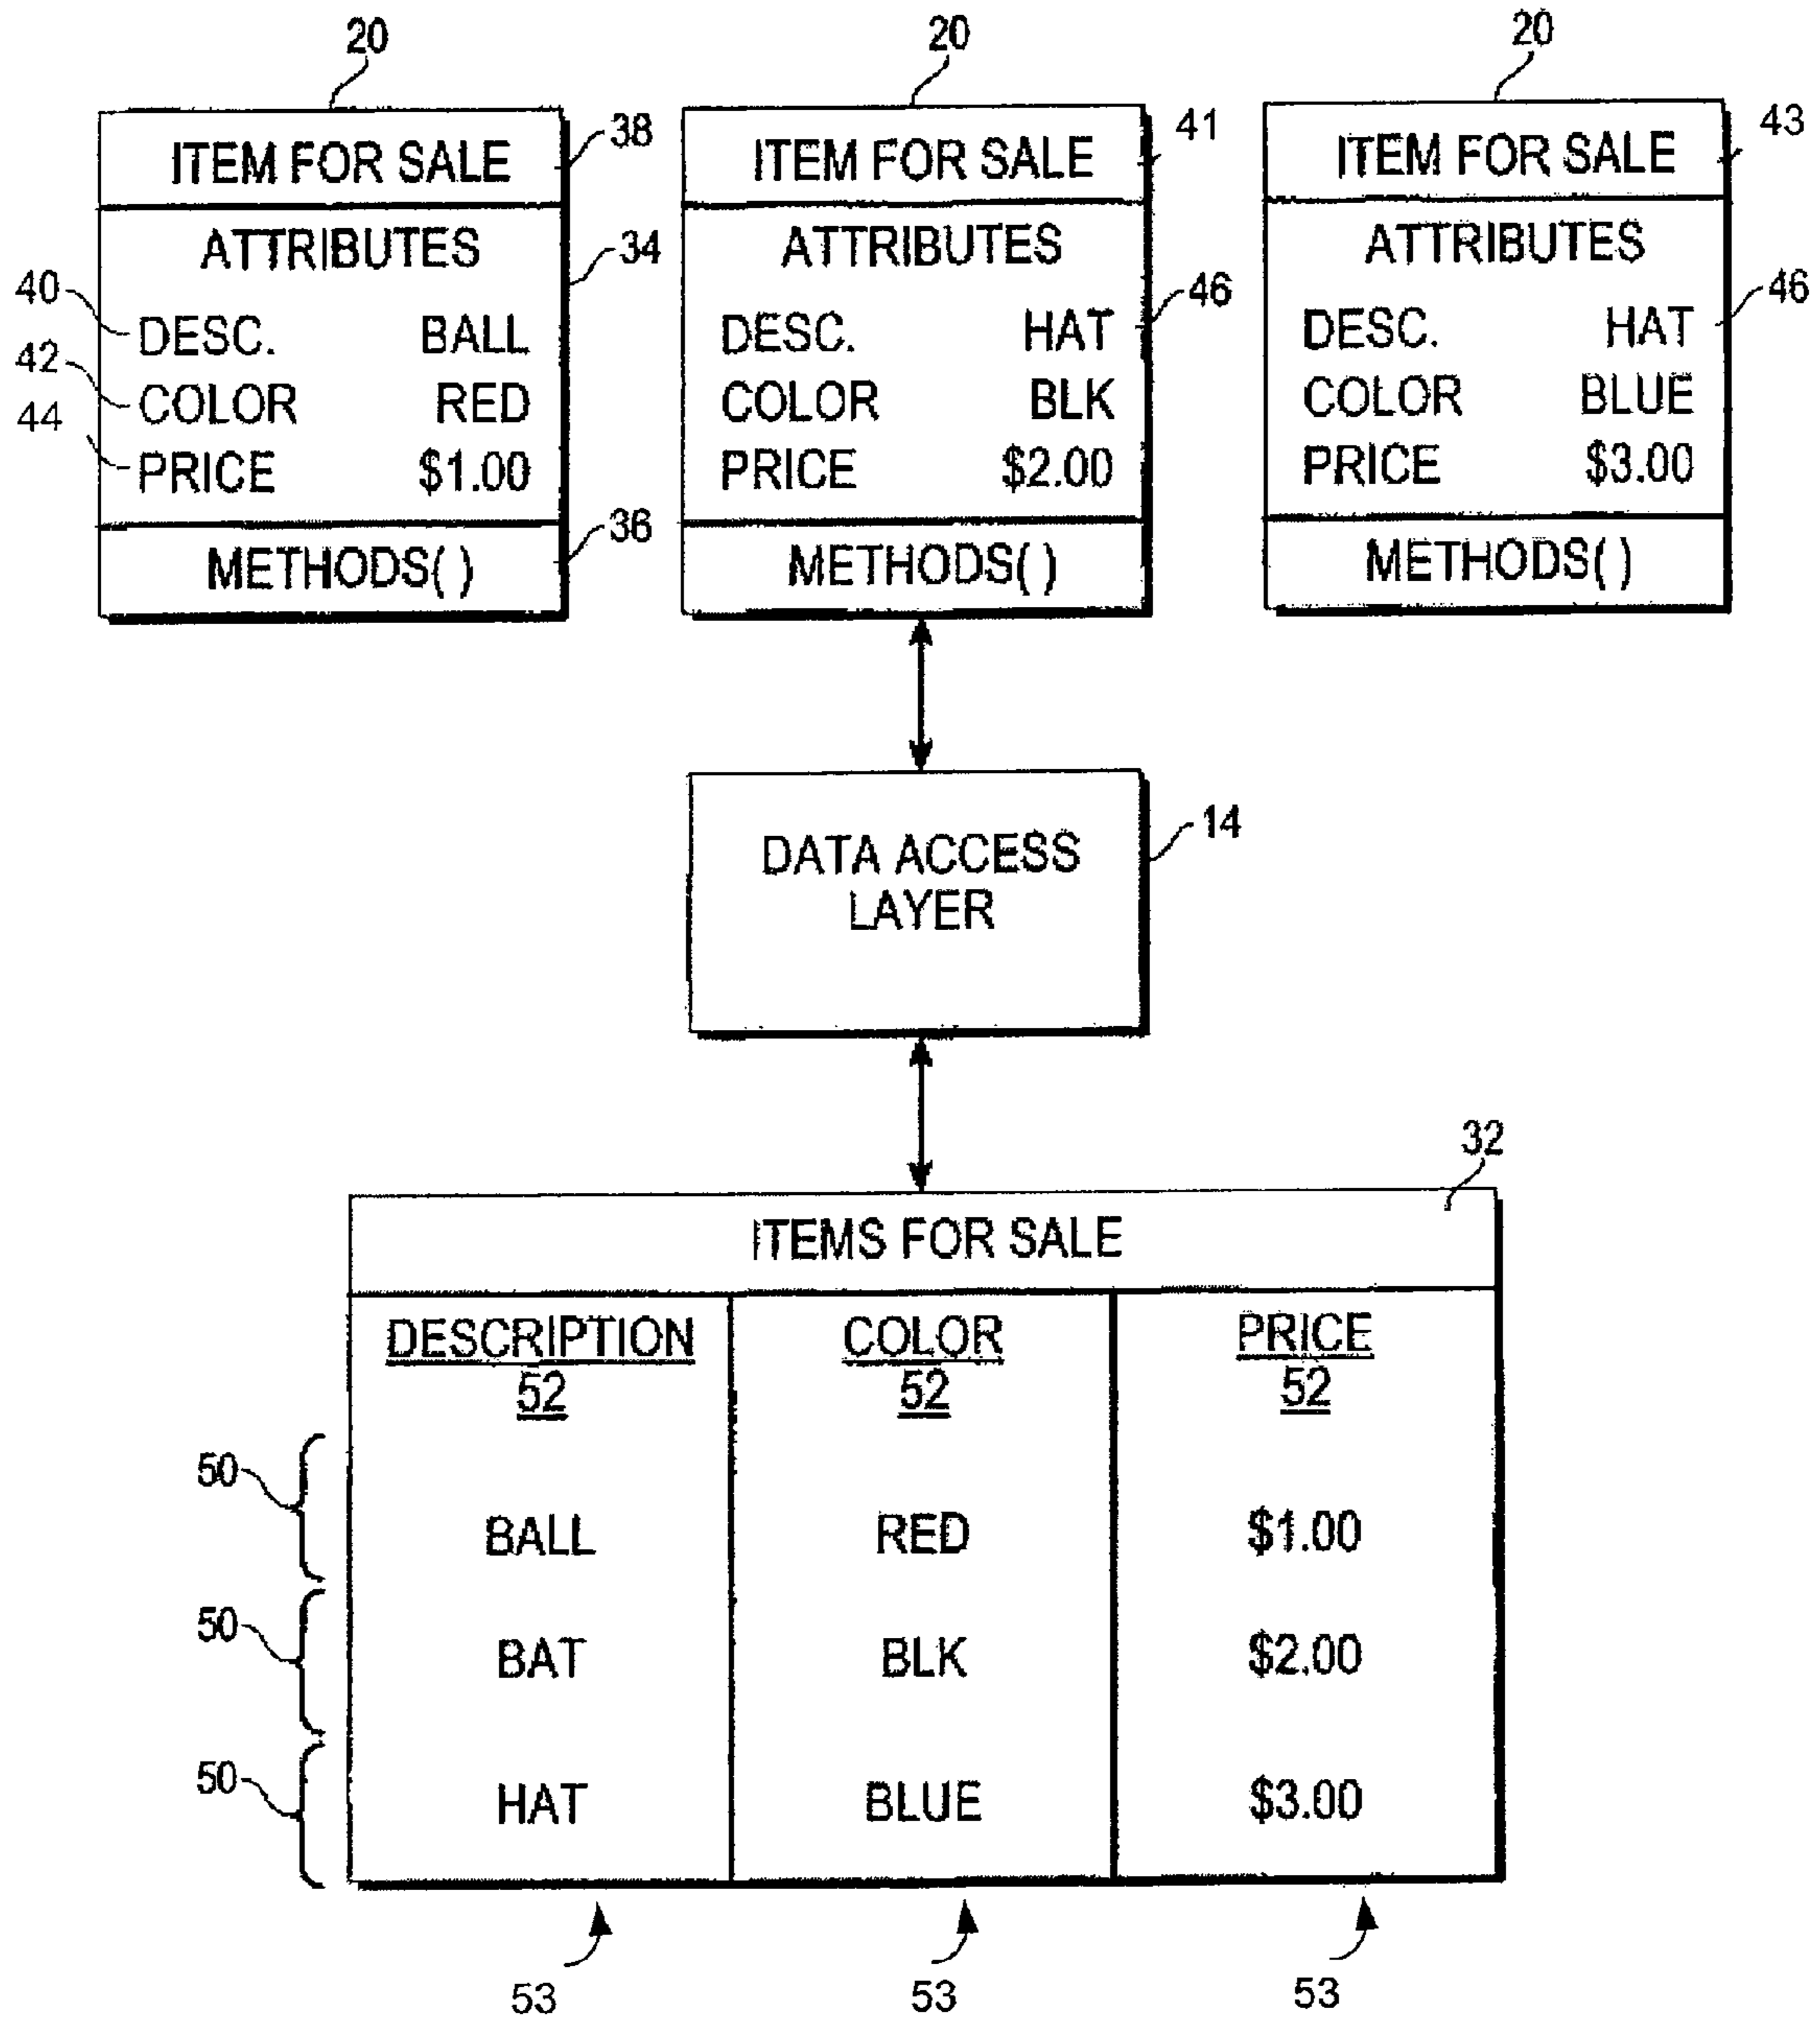 20
20
20
ITEM FOR SALE
38
ITEM FOR SALE
41
ITEM FOR SALE
43
ATTRIBUTES
34
ATTRIBUTES
ATTRIBUTES
40
DESC. BALL
DESC. HAT
46
DESC. HAT
46
42
COLOR RED
COLOR BLK
COLOR BLUE
44
PRICE $1.00
PRICE $2.00
PRICE $3.00
METHODS( )
36
METHODS( )
METHODS( )
DATA ACCESS
LAYER
14
32
ITEMS FOR SALE
DESCRIPTION COLOR PRICE
52 52 52
50
BALL RED $1.00
50
BAT BLK $2.00
50
HAT BLUE $3.00
53 53 53